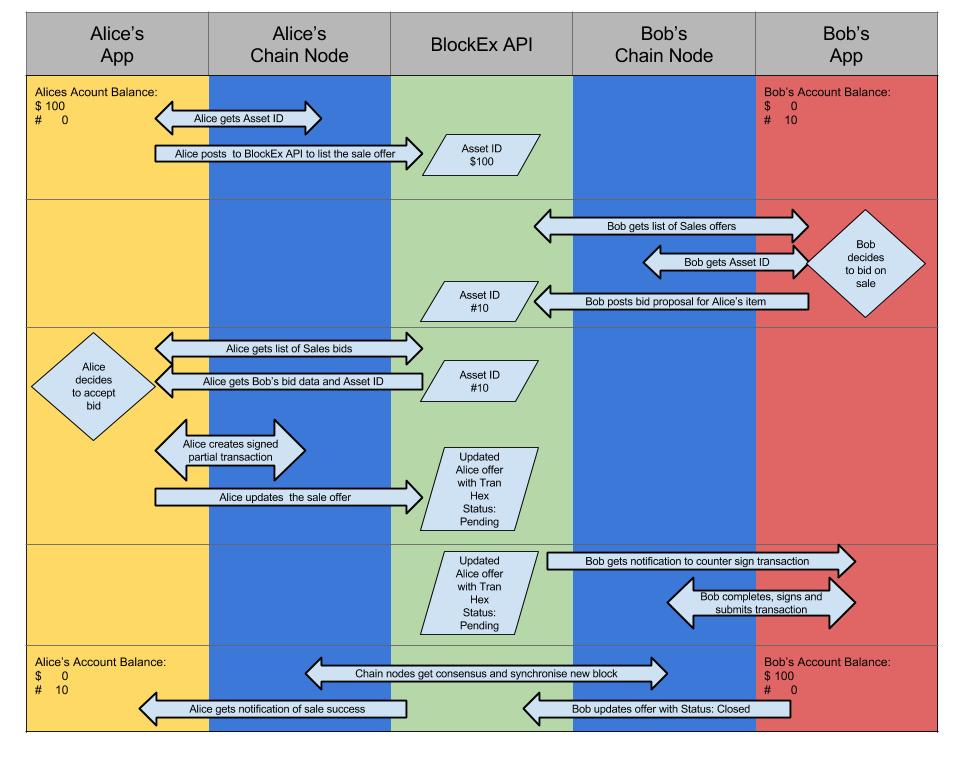 Alice's
App
Alice's
Chain Node
BlockEx API
Bob's
Chain Node
Bob's
App
Alices Acount Balance:
$ 100
# 0
Alice gets Asset ID
Alice posts to BlockEx API to list the sale offer
Asset ID
$100
Bob's Account Balance:
$ 0
# 10
Bob gets list of Sales offers
Bob gets Asset ID
Bob
decides
to bid on
sale
Asset ID
#10
Bob posts bid proposal for Alice's item
Alice
decides
to accept
bid
Alice gets list of Sales bids
Alice gets Bob's bid data and Asset ID
Asset ID
#10
Alice creates signed
partial transaction
Alice updates the sale offer
Updated
Alice offer
with Tran
Hex
Status:
Pending
Updated
Alice offer
with Tran
Hex
Status:
Pending
Bob gets notification to counter sign transaction
Bob completes, signs and
submits transaction
Alice's Account Balance:
$ 0
# 10
Chain nodes get consensus and synchronise new block
Bob's Account Balance:
$ 100
# 0
Alice gets notification of sale success
Bob updates offer with Status: Closed